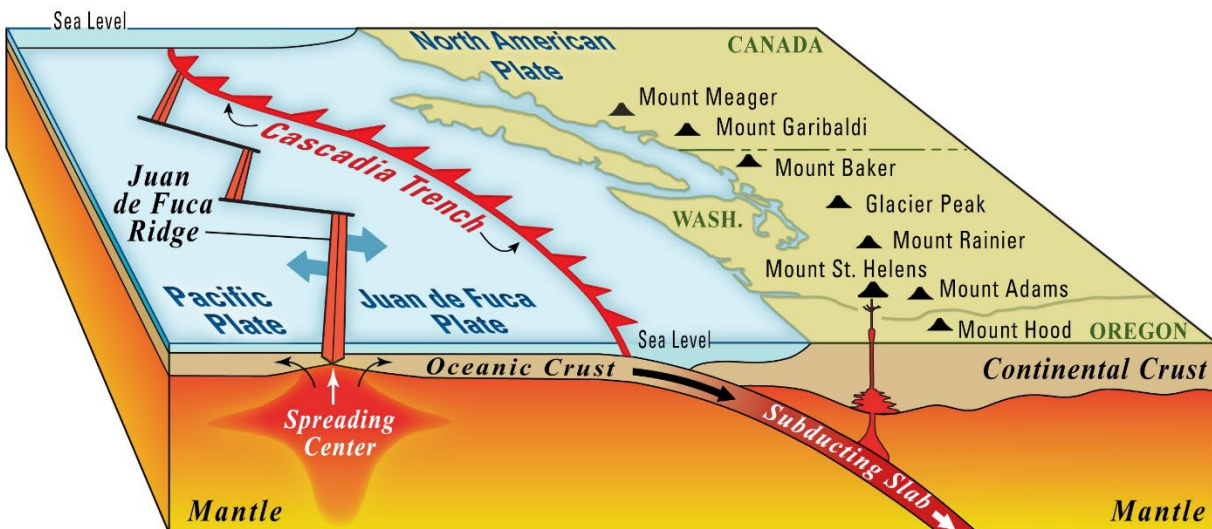 Sea Level
North American
Plate
CANADA
Mount Meager
Mount Garibaldi
Mount Baker
Cascadia Trench
Juan
de Fuca
Ridge
WASH.
Glacier Peak
Mount Rainier
Mount St. Helens
Mount Adams
Pacific
Plate
Juan de Fuca
Plate
Mount Hood
OREGON
Sea Level
Oceanic Crust
Continental Crust
Spreading
Center
Subducting Slab
Mantle
Mantle